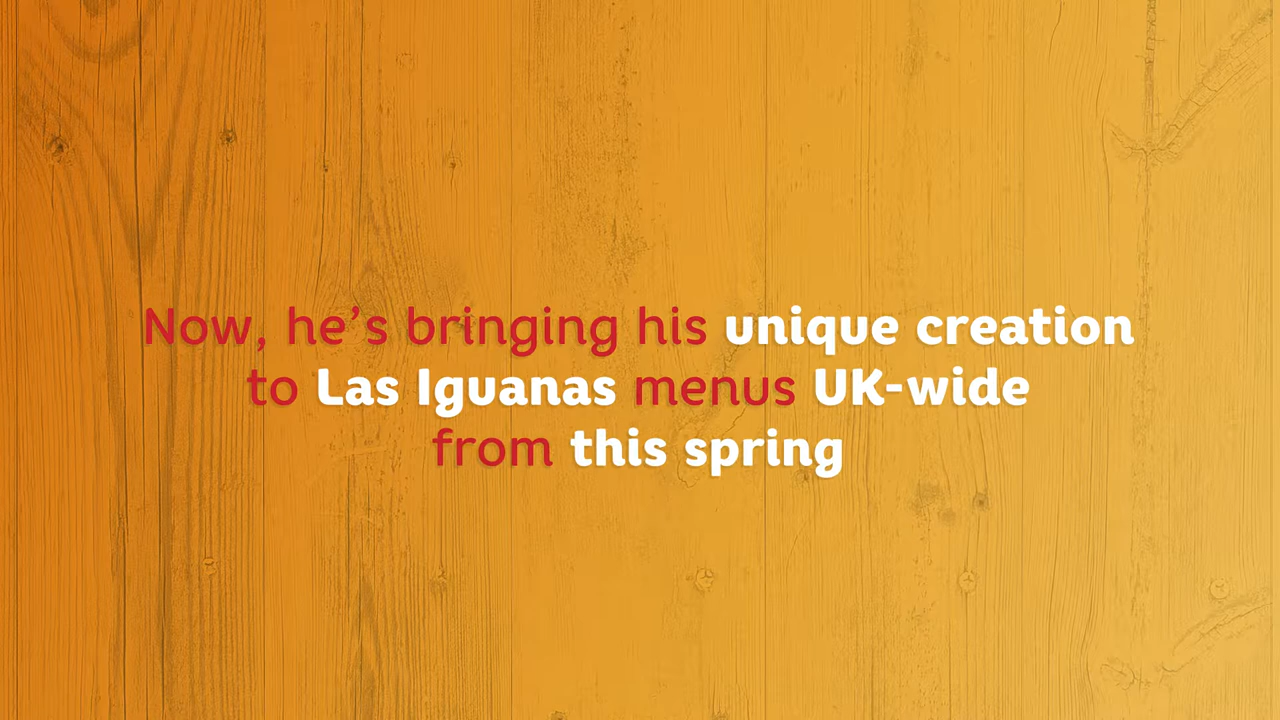 Now, he’s bringing his unique creation
to Las Iguanas menus UK-wide
from this spring